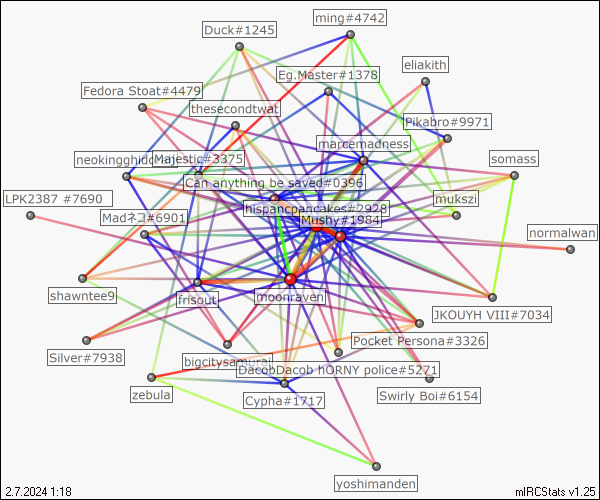 ming#4742
Duck#1245
eliakith
Eg.Master#1378
Fedora Stoat#4479
thesecondtwat
Pikabro#9971
marcemadness
neokingghidorah
Majestic#3375
somass
Can anything be saved#0396
LPK2387 #7690
hispancpancakes#2928
mukszi
Madネコ#6901
Mushy#1984
normalwan
shawntee9
frisout
moonraven
JKOUYH VIII#7034
Pocket Persona#3326
Silver#7938
bigcitysamurai
DacobDacob hORNY police#5271
zebula
Cypha#1717
Swirly Boi#6154
yoshimanden
2.7.2024 1:18
mIRCStats v1.25